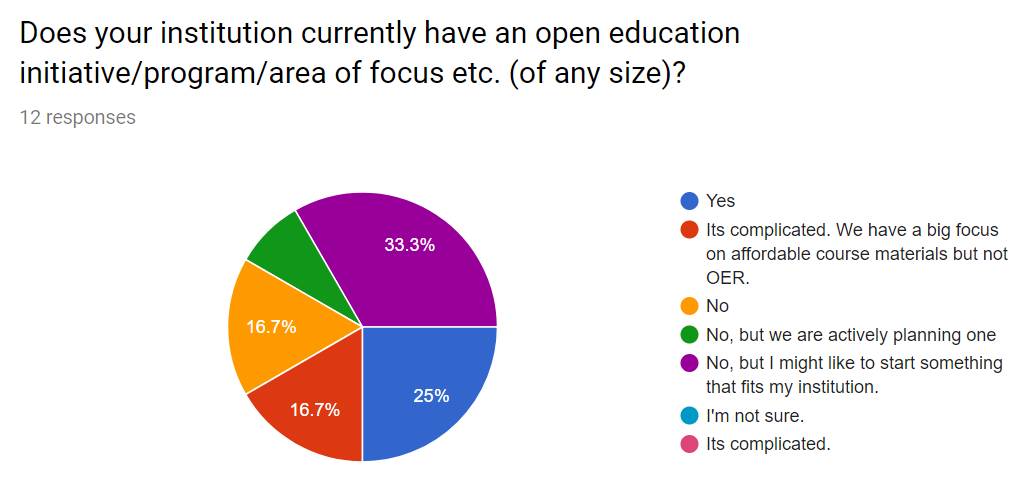 Does your institution currently have an open education
initiative/program/area of focus etc. (of any size)?
12 responses
33.3%
16.7%
16.7%
25%
Yes
Its complicated. We have a big focus
on affordable course materials but not
OER.
No
No, but we are actively planning one
No, but I might like to start something
that fits my institution.
I'm not sure.
Its complicated.